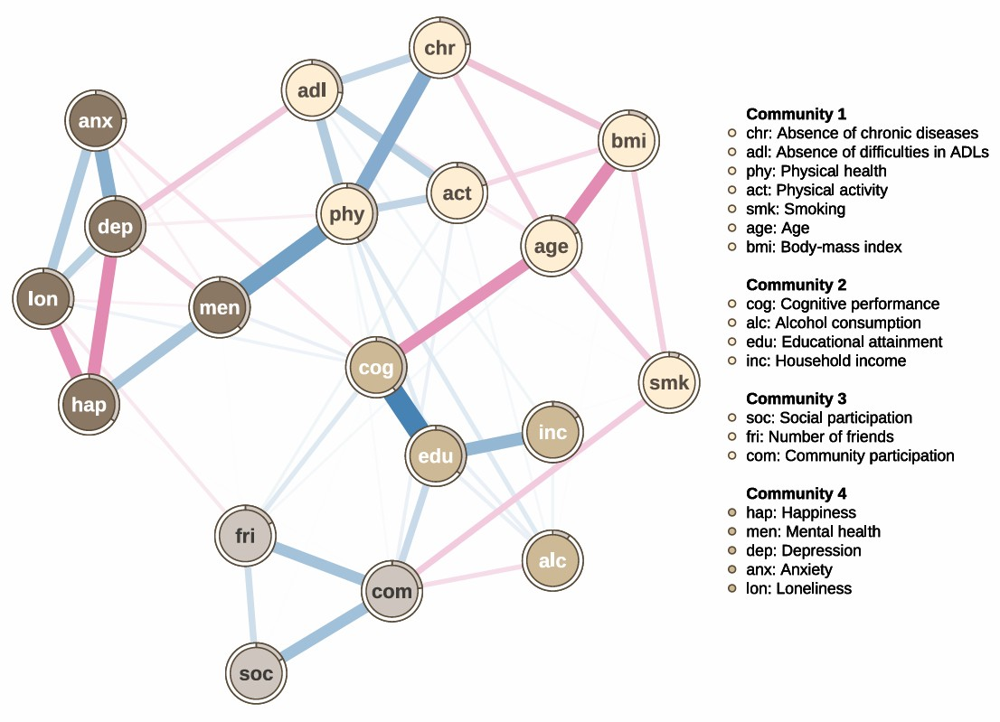 chr
adl
anx
bmi
act
phy
dep
age
lon
men
cog
smk
hap
inc
edu
fri
alc
com
soc
Community 1
chr: Absence of chronic diseases
adl: Absence of difficulties in ADLs
phy: Physical health
act: Physical activity
smk: Smoking
age: Age
bmi: Body-mass index
Community 2
cog: Cognitive performance
alc: Alcohol consumption
edu: Educational attainment
inc: Household income
Community 3
soc: Social participation
fri: Number of friends
com: Community participation
Community 4
hap: Happiness
men: Mental health
dep: Depression
anx: Anxiety
lon: Loneliness